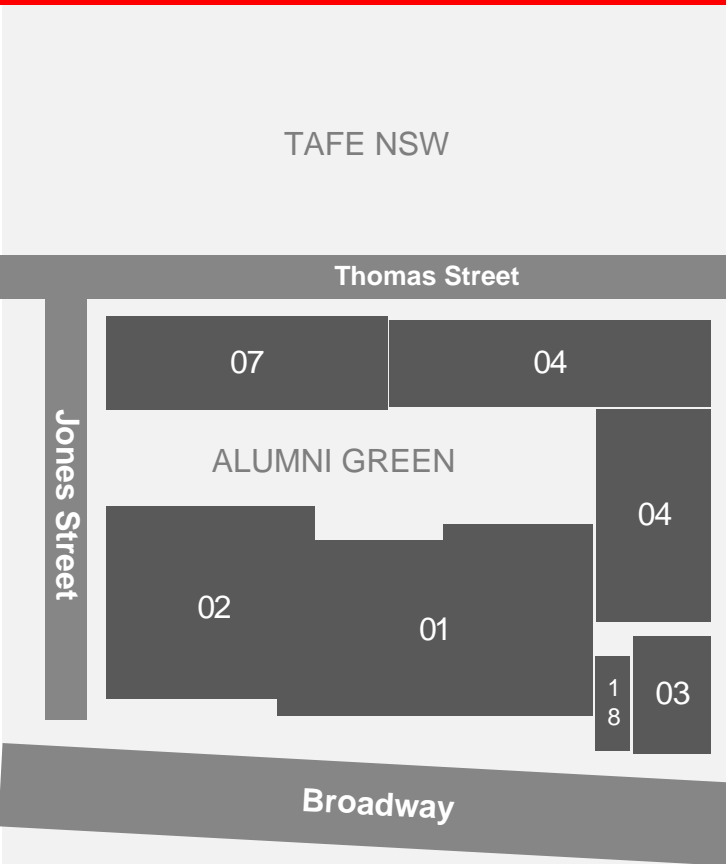 TAFE NSW
Thomas Street
07
04
Jones Street
ALUMNI GREEN
04
02
01
1
8
03
Broadway